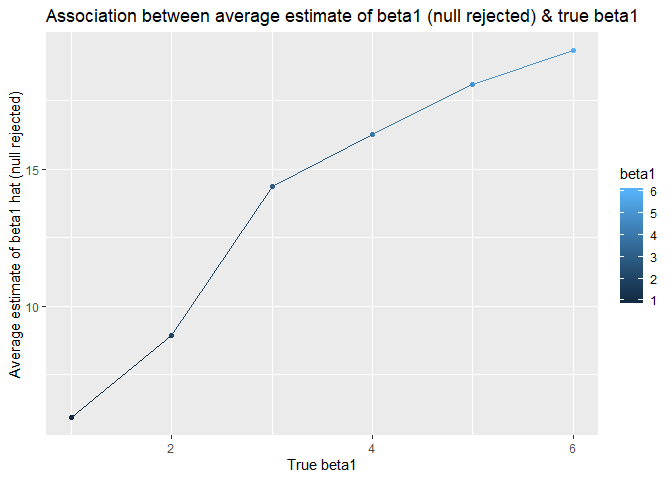 Association between average estimate of beta1 (null rejected) & true beta1
Average estimate of beta1 hat (null rejected)
15
10
2
4
6
True beta1
beta1
6
5
4
3
2
1